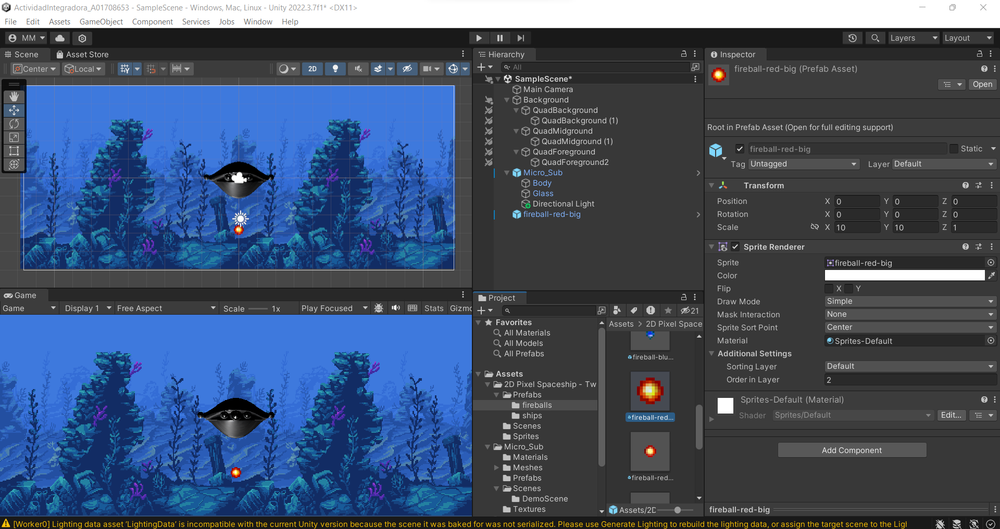 ActividadIntegradora_A01708653 - SampleScene - Windows, Mac, Linux - Unity 2022.3.7f1* <DX11>
File Edit Assets GameObject Component Services Jobs Window Help
MM
Layers Layout
Scene Asset Store
Center Local 2D
Hierarchy
All
SampleScene*
Main Camera
Background
QuadBackground
QuadBackground (1)
QuadMidground
QuadMidground (1)
QuadForeground
QuadForeground2
Micro_Sub
Body
Glass
Directional Light
fireball-red-big
Game
Game Display 1 Free Aspect Scale 1x Play Focused Stats Gizmo
Project
21
Favorites
All Materials
All Models
All Prefabs
Assets
2D Pixel Spaceship - Tw
Prefabs
fireballs
ships
Scenes
Sprites
Micro_Sub
Materials
Meshes
Prefabs
Scenes
DemoScene
Textures
Assets > 2D Pixel Space
fireball-blu...
fireball-red...
fireball-red...
Assets/2D
Inspector
fireball-red-big (Prefab Asset)
Open
Root in Prefab Asset (Open for full editing support)
fireball-red-big Static
Tag Untagged Layer Default
Transform
Position X 0 Y 0 Z 0
Rotation X 0 Y 0 Z 0
Scale X 10 Y 10 Z 1
Sprite Renderer
Sprite fireball-red-big
Color
Flip X Y
Draw Mode Simple
Mask Interaction None
Sprite Sort Point Center
Material Sprites-Default
Additional Settings
Sorting Layer Default
Order in Layer 2
Sprites-Default (Material)
Shader Sprites/Default Edit...
Add Component
fireball-red-big
[Worker0] Lighting data asset 'LightingData' is incompatible with the current Unity version because the scene it was baked for was not serialized. Please use Generate Lighting to rebuild the lighting data, or assign the target scene to the Ligh